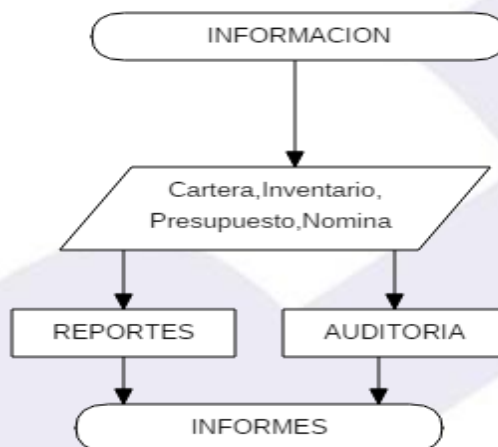 INFORMACION
Cartera,Inventario,
Presupuesto,Nomina
REPORTES
AUDITORIA
INFORMES